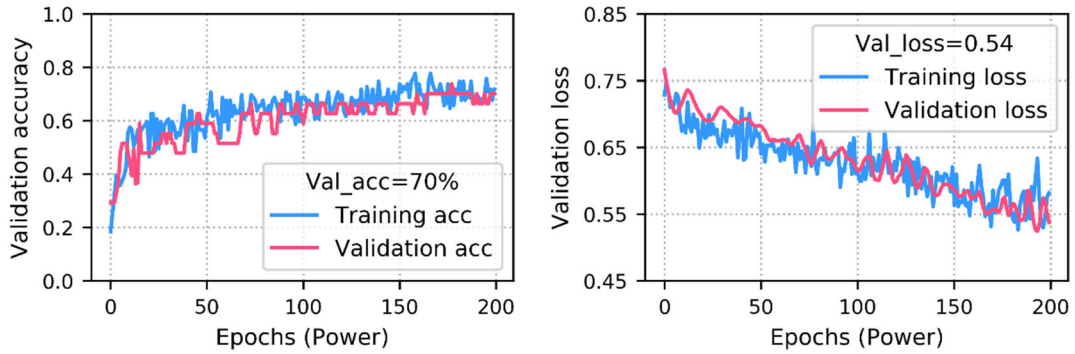 Validation accuracy
1.0
0.8
0.6
0.4
0.2
0.0
Val_acc=70%
Training acc
Validation acc
0 50 100 150 200
Epochs (Power)
Validation loss
0.85
0.75
0.65
0.55
0.45
Val_loss=0.54
Training loss
Validation loss
0 50 100 150 200
Epochs (Power)